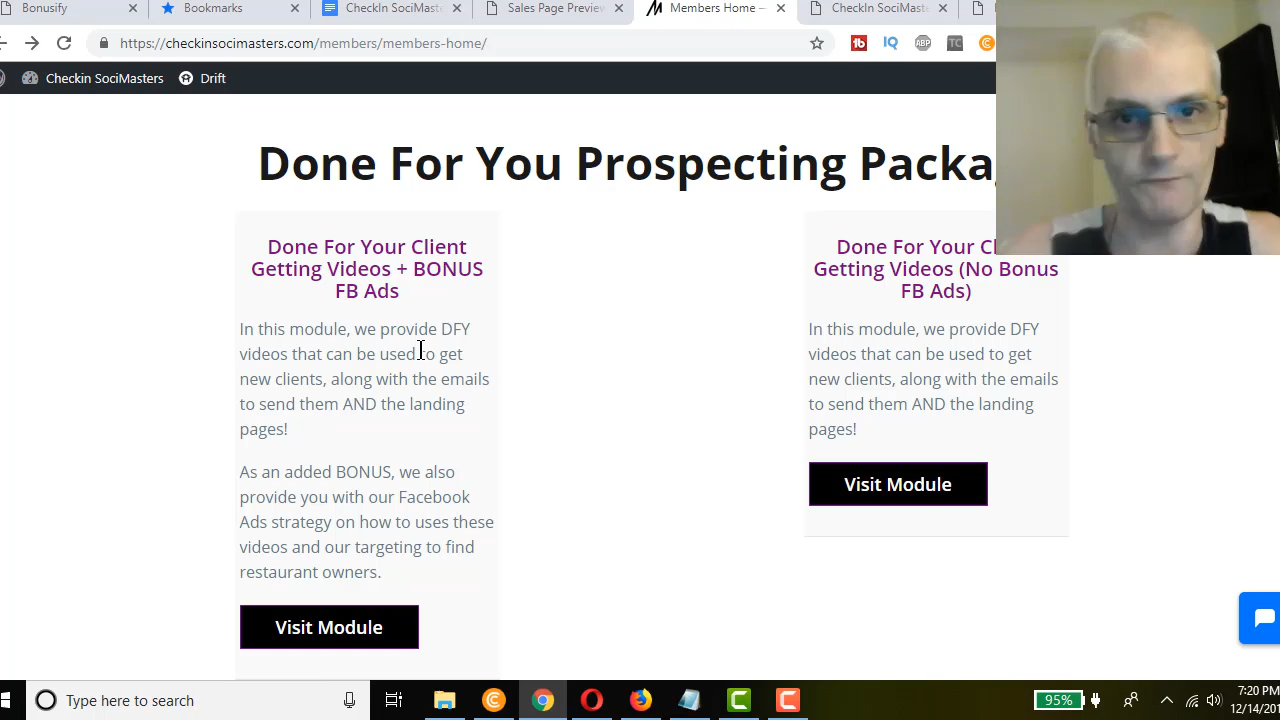 Bonusify
Bookmarks
CheckIn SociMast
Sales Page Preview
Members Home —
CheckIn SociMast
https://checkinsocimasters.com/members/members-home/
Checkin SociMasters
Drift
Done For You Prospecting Packa
Done For Your Client
Getting Videos + BONUS
FB Ads
In this module, we provide DFY
videos that can be used to get
new clients, along with the emails
to send them AND the landing
pages!
As an added BONUS, we also
provide you with our Facebook
Ads strategy on how to uses these
videos and our targeting to find
restaurant owners.
Visit Module
Done For Your Cl
Getting Videos (No Bonus
FB Ads)
In this module, we provide DFY
videos that can be used to get
new clients, along with the emails
to send them AND the landing
pages!
Visit Module
Type here to search
95%
7:20 PM
12/14/201